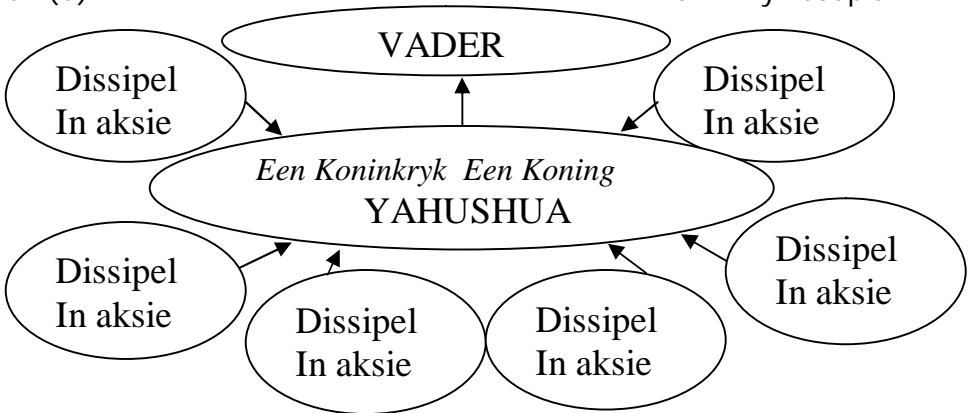 VADER
Dissipel
In aksie
Dissipel
In aksie
Een Koninkryk Een Koning
YAHUSHUA
Dissipel
In aksie
Dissipel
In aksie
Dissipel
In aksie
Dissipel
In aksie